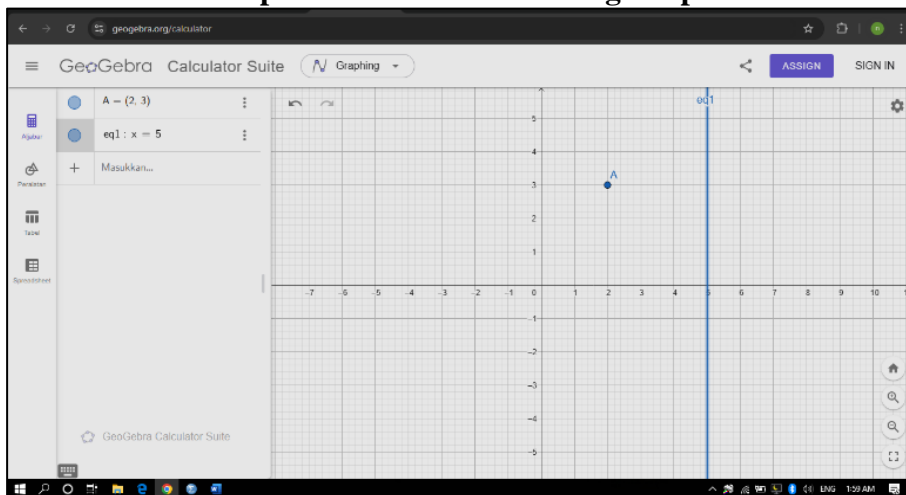 geogebra.org/calculator
GeoGebra Calculator Suite
Graphing
ASSIGN
SIGN IN
A = (2, 3)
eq1 : x = 5
Masukkan...
Aljabar
Peralatan
Tabel
Spreadsheet
GeoGebra Calculator Suite
eq1
A
5
4
3
2
1
-7 -6 -5 -4 -3 -2 -1 0 1 2 3 4 5 6 7 8 9 10
-1
-2
-3
-4
-5
ENG 1:59 AM